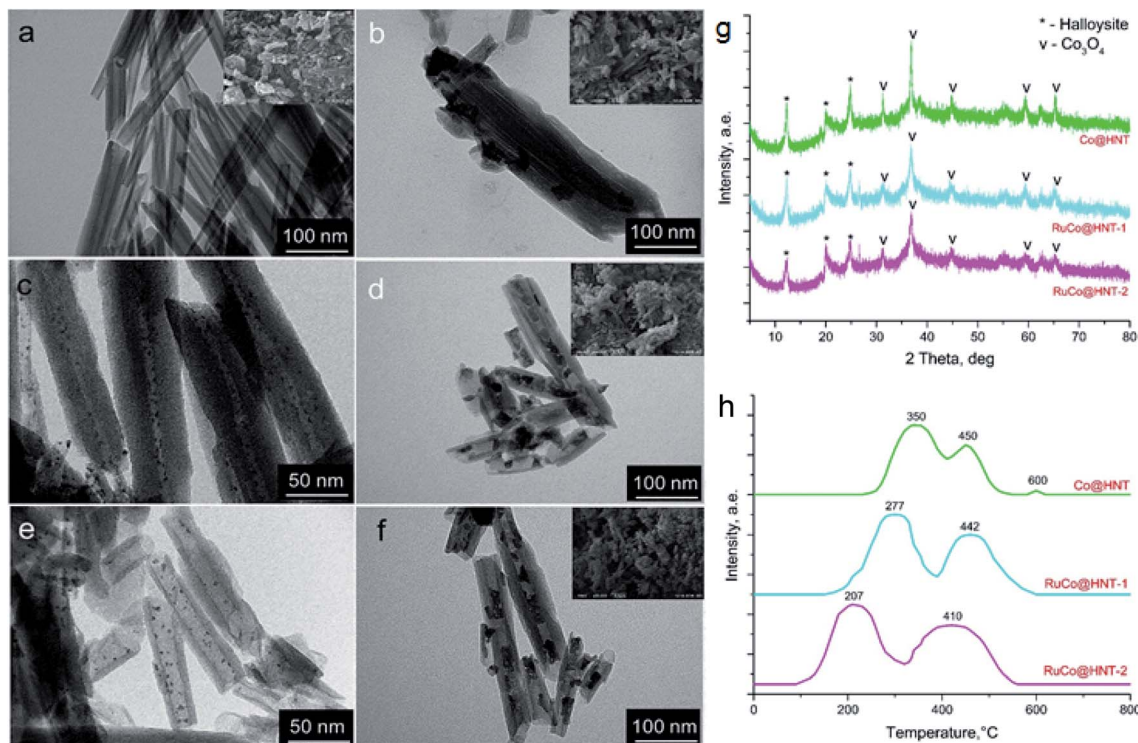 a
100 nm
b
100 nm
c
50 nm
d
100 nm
e
50 nm
f
100 nm
g
* - Halloysite
v - Co3O4
Intensity, a.e.
* * * v v v v v
Co@HNT
* * * v v v v v
RuCo@HNT-1
* * * v v v v v
RuCo@HNT-2
10 20 30 40 50 60 70 80
2 Theta, deg
h
350 450 600
Co@HNT
277 442
RuCo@HNT-1
207 410
RuCo@HNT-2
Intensity, a.e.
0 200 400 600 800
Temperature,°C